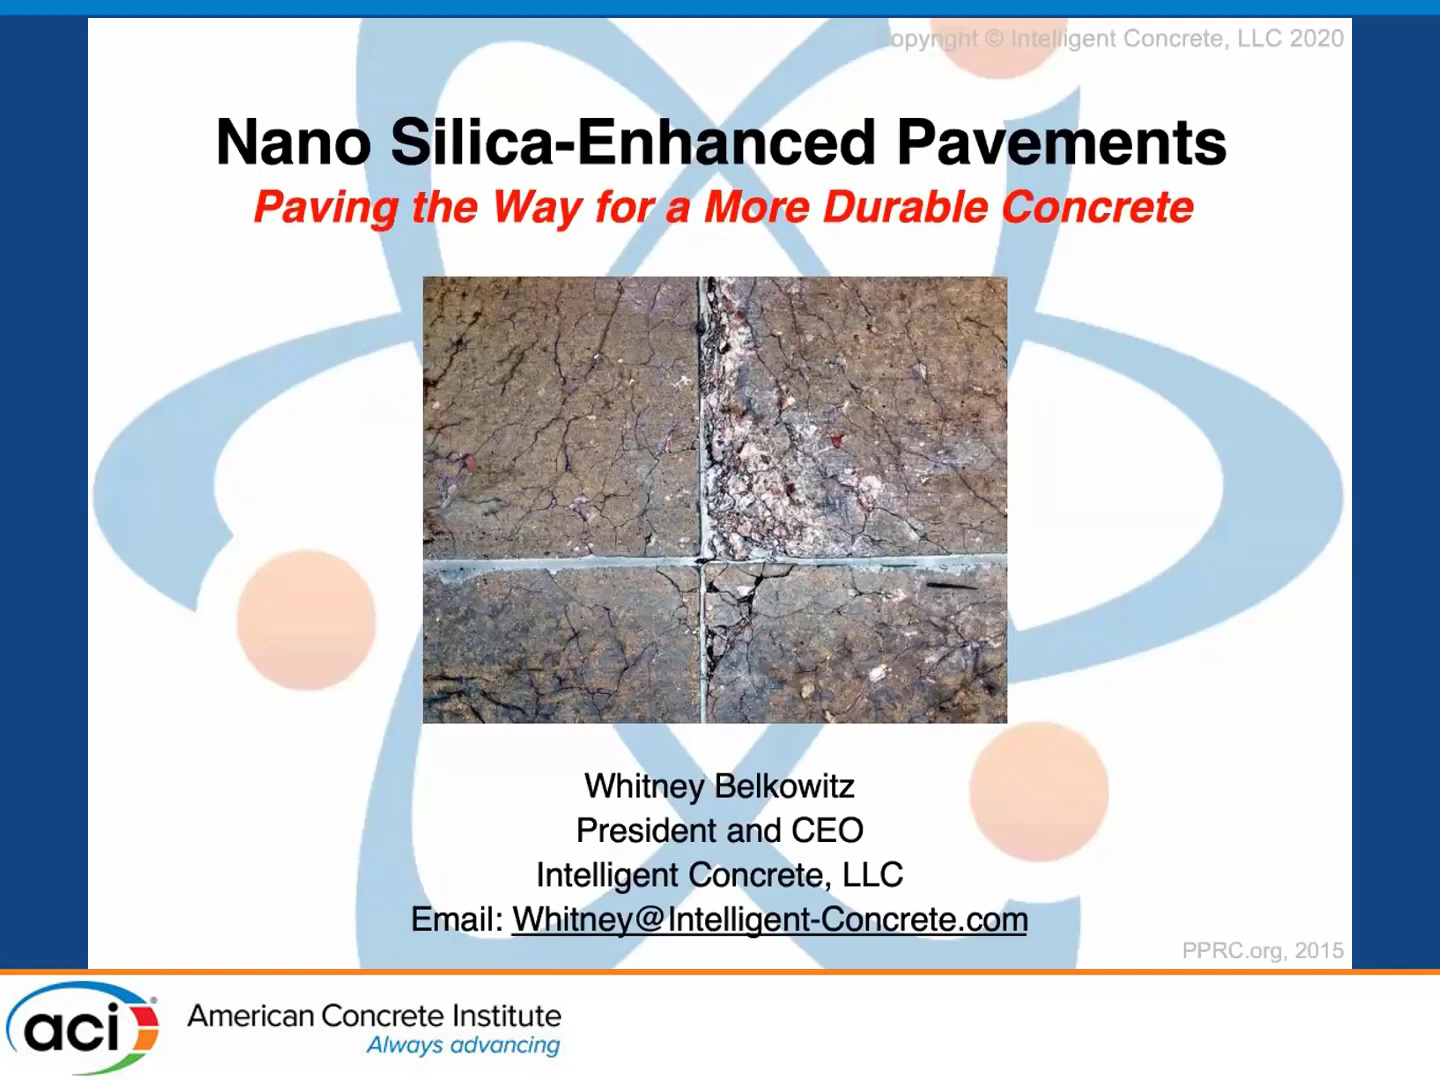 opyright © Intelligent Concrete, LLC 2020
Nano Silica-Enhanced Pavements
Paving the Way for a More Durable Concrete
Whitney Belkowitz
President and CEO
Intelligent Concrete, LLC
Email: Whitney@Intelligent-Concrete.com
PPRC.org, 2015
aci®
American Concrete Institute
Always advancing